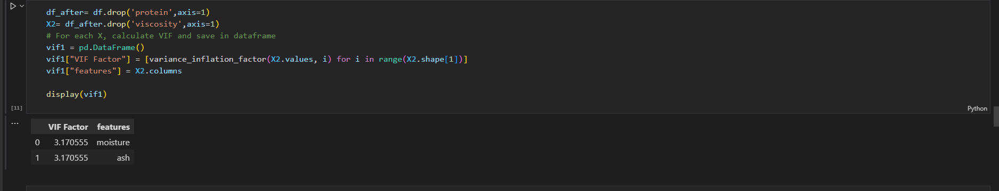 df_after= df.drop('protein',axis=1)
X2= df_after.drop('viscosity',axis=1)
# For each X, calculate VIF and save in dataframe
vif1 = pd.DataFrame()
vif1["VIF Factor"] = [variance_inflation_factor(X2.values, i) for i in range(X2.shape[1])]
vif1["features"] = X2.columns
display(vif1)
[11]
Python
...
VIF Factor features
0 3.170555 moisture
1 3.170555 ash